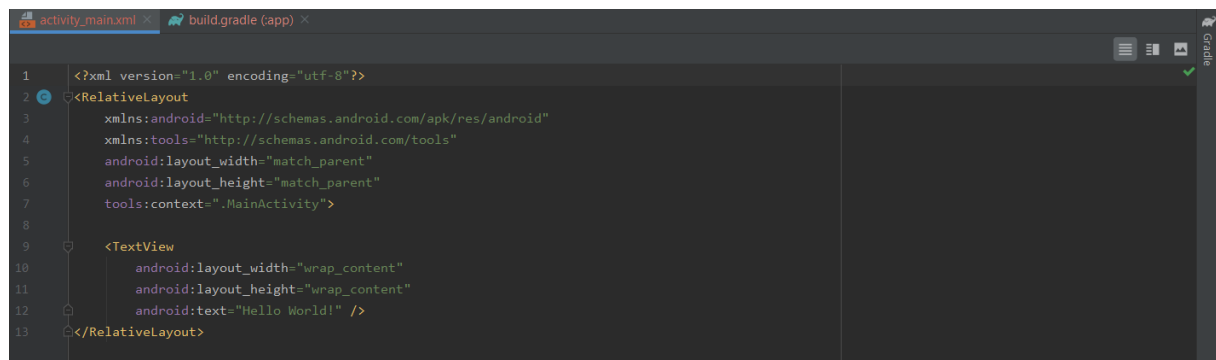 activity_main.xml
build.gradle (:app)
Gradle
1 <?xml version="1.0" encoding="utf-8"?>
2 C <RelativeLayout
3 xmlns:android="http://schemas.android.com/apk/res/android"
4 xmlns:tools="http://schemas.android.com/tools"
5 android:layout_width="match_parent"
6 android:layout_height="match_parent"
7 tools:context=".MainActivity">
8
9 <TextView
10 android:layout_width="wrap_content"
11 android:layout_height="wrap_content"
12 android:text="Hello World!" />
13 </RelativeLayout>